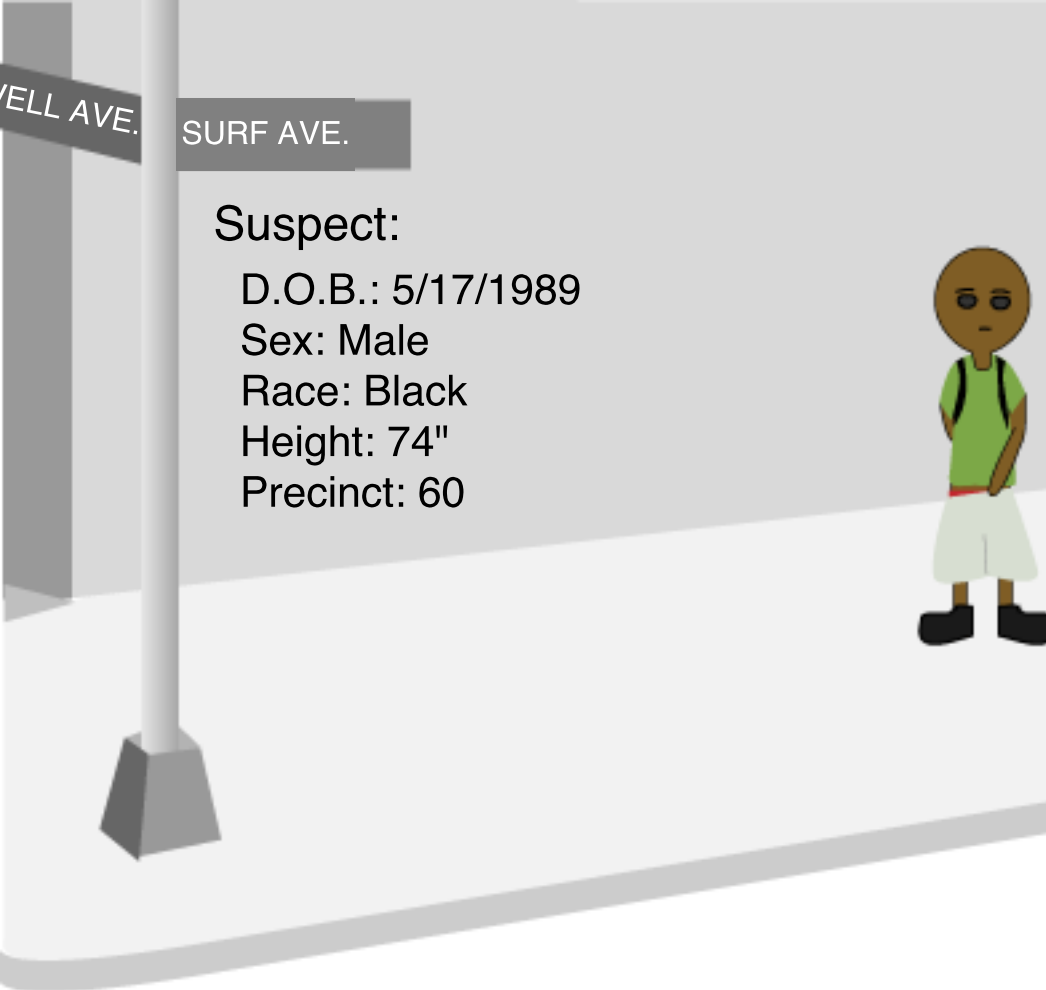 AVE.
SURF AVE.
Suspect:
D.O.B.: 5/17/1989
Sex: Male
Race: Black
Height: 74"
Precinct: 60